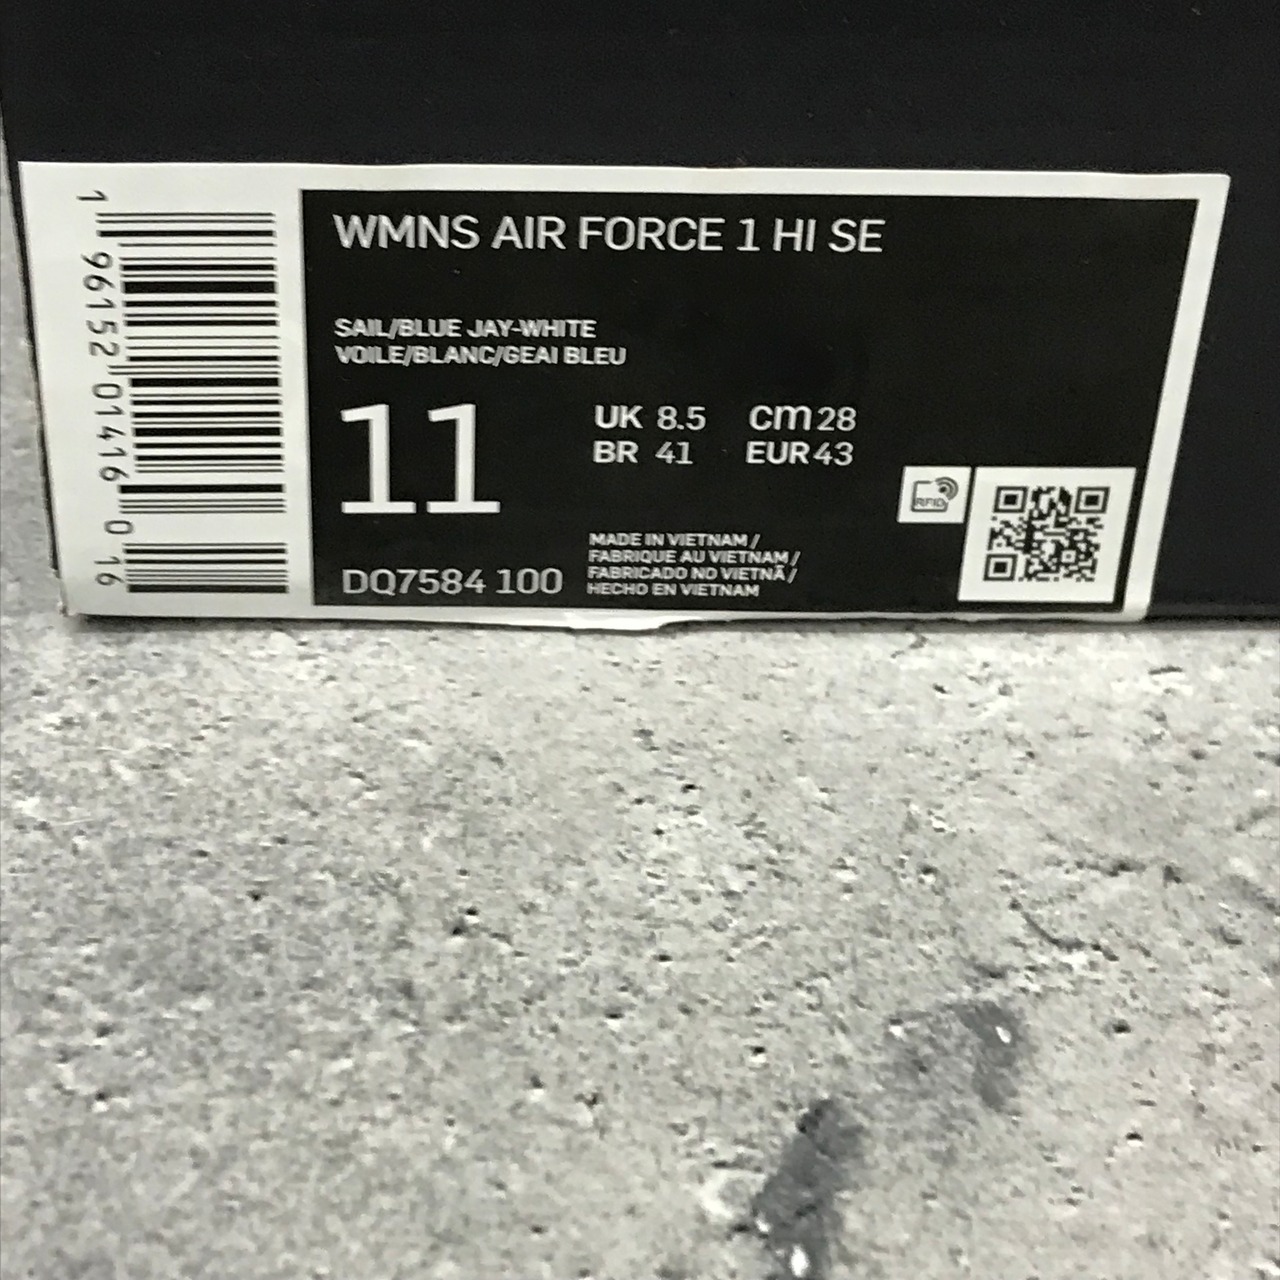 WMNS AIR FORCE 1 HI SE
SAIL/BLUE JAY-WHITE
VOILE/BLANC/GEAI BLEU
11
UK 8.5 cm 28
BR 41 EUR 43
DQ7584 100
MADE IN VIETNAM /
FABRIQUE AU VIETNAM /
FABRICADO NO VIETNÃ /
HECHO EN VIETNAM
RFID
1 96152 01416 0 16